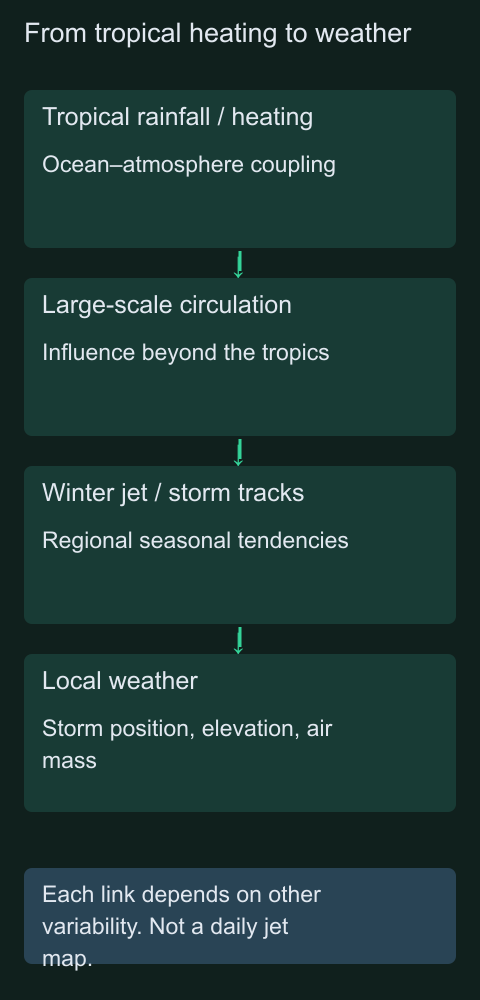 From tropical heating to weather
Tropical rainfall / heating
Ocean–atmosphere coupling
Large-scale circulation
Influence beyond the tropics
Winter jet / storm tracks
Regional seasonal tendencies
Local weather
Storm position, elevation, air
mass
Each link depends on other
variability. Not a daily jet
map.